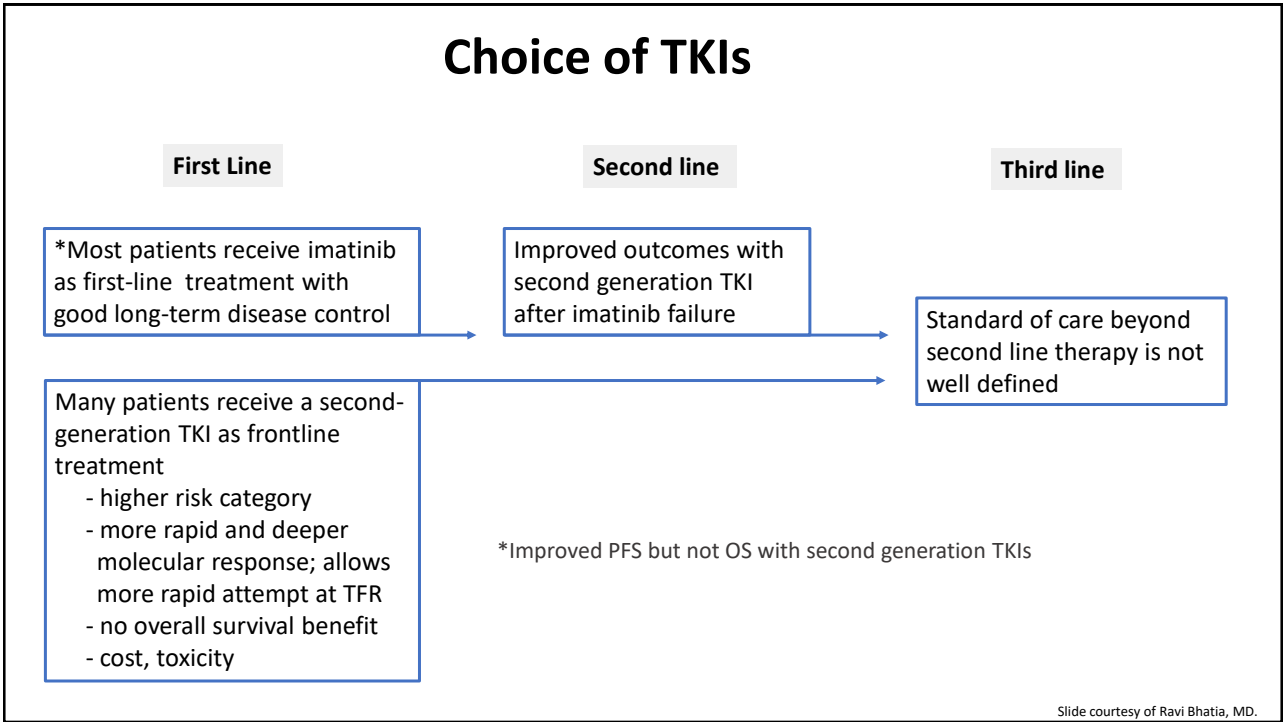 Choice of TKIs
First Line
Second line
Third line
*Most patients receive imatinib
as first-line treatment with
good long-term disease control
Improved outcomes with
second generation TKI
after imatinib failure
Standard of care beyond
second line therapy is not
well defined
Many patients receive a second-
generation TKI as frontline
treatment
- higher risk category
- more rapid and deeper
molecular response; allows
more rapid attempt at TFR
- no overall survival benefit
- cost, toxicity
*Improved PFS but not OS with second generation TKIs
Slide courtesy of Ravi Bhatia, MD.